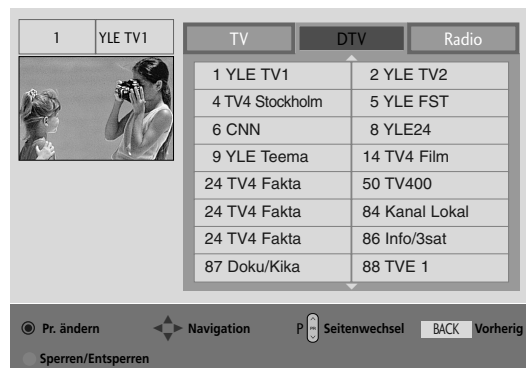 1 YLE TV1
TV DTV Radio
1 YLE TV1 2 YLE TV2
4 TV4 Stockholm 5 YLE FST
6 CNN 8 YLE24
9 YLE Teema 14 TV4 Film
24 TV4 Fakta 50 TV400
24 TV4 Fakta 84 Kanal Lokal
24 TV4 Fakta 86 Info/3sat
87 Doku/Kika 88 TVE 1
Pr. ändern Navigation P Seitenwechsel BACK Vorherig
Sperren/Entsperren